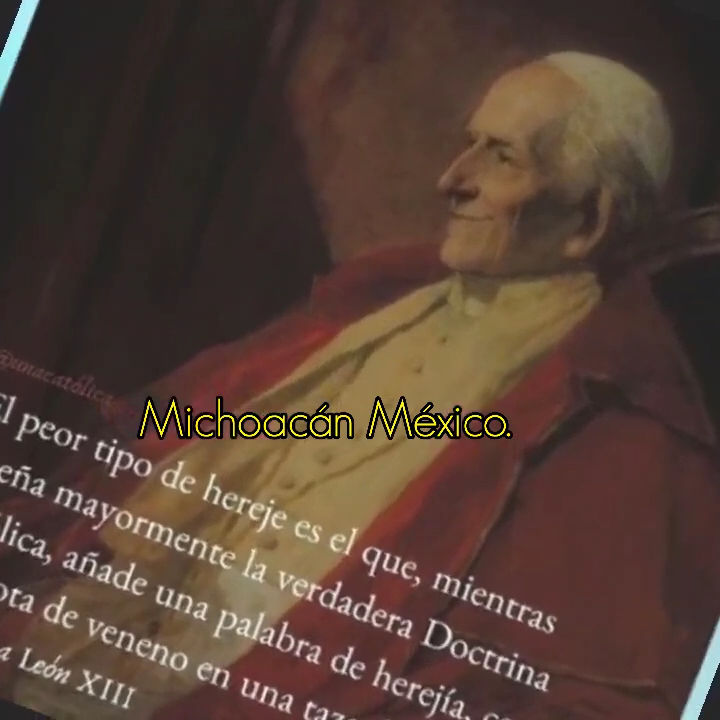 @unacatólica
El peor tipo de hereje es el que, mientras
eña mayormente la verdadera Doctrina
lica, añade una palabra de herejía,
ota de veneno en una
a León XIII
Michoacán México.